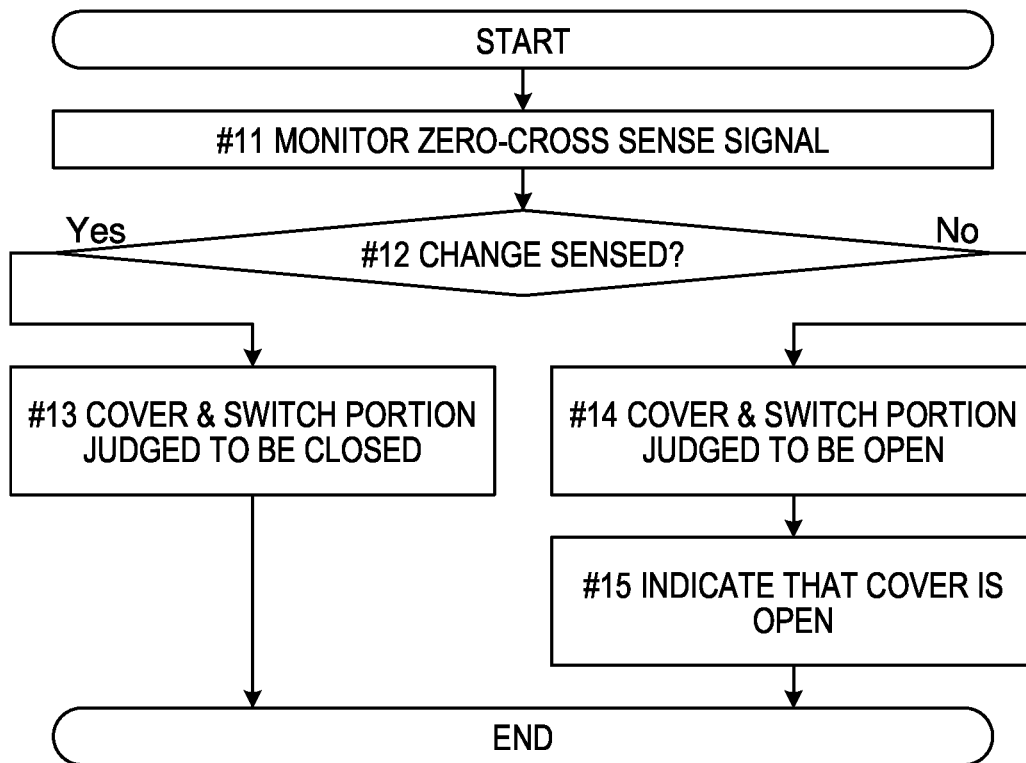 START
#11 MONITOR ZERO-CROSS SENSE SIGNAL
Yes
No
#12 CHANGE SENSED?
#13 COVER & SWITCH PORTION
JUDGED TO BE CLOSED
#14 COVER & SWITCH PORTION
JUDGED TO BE OPEN
#15 INDICATE THAT COVER IS
OPEN
END